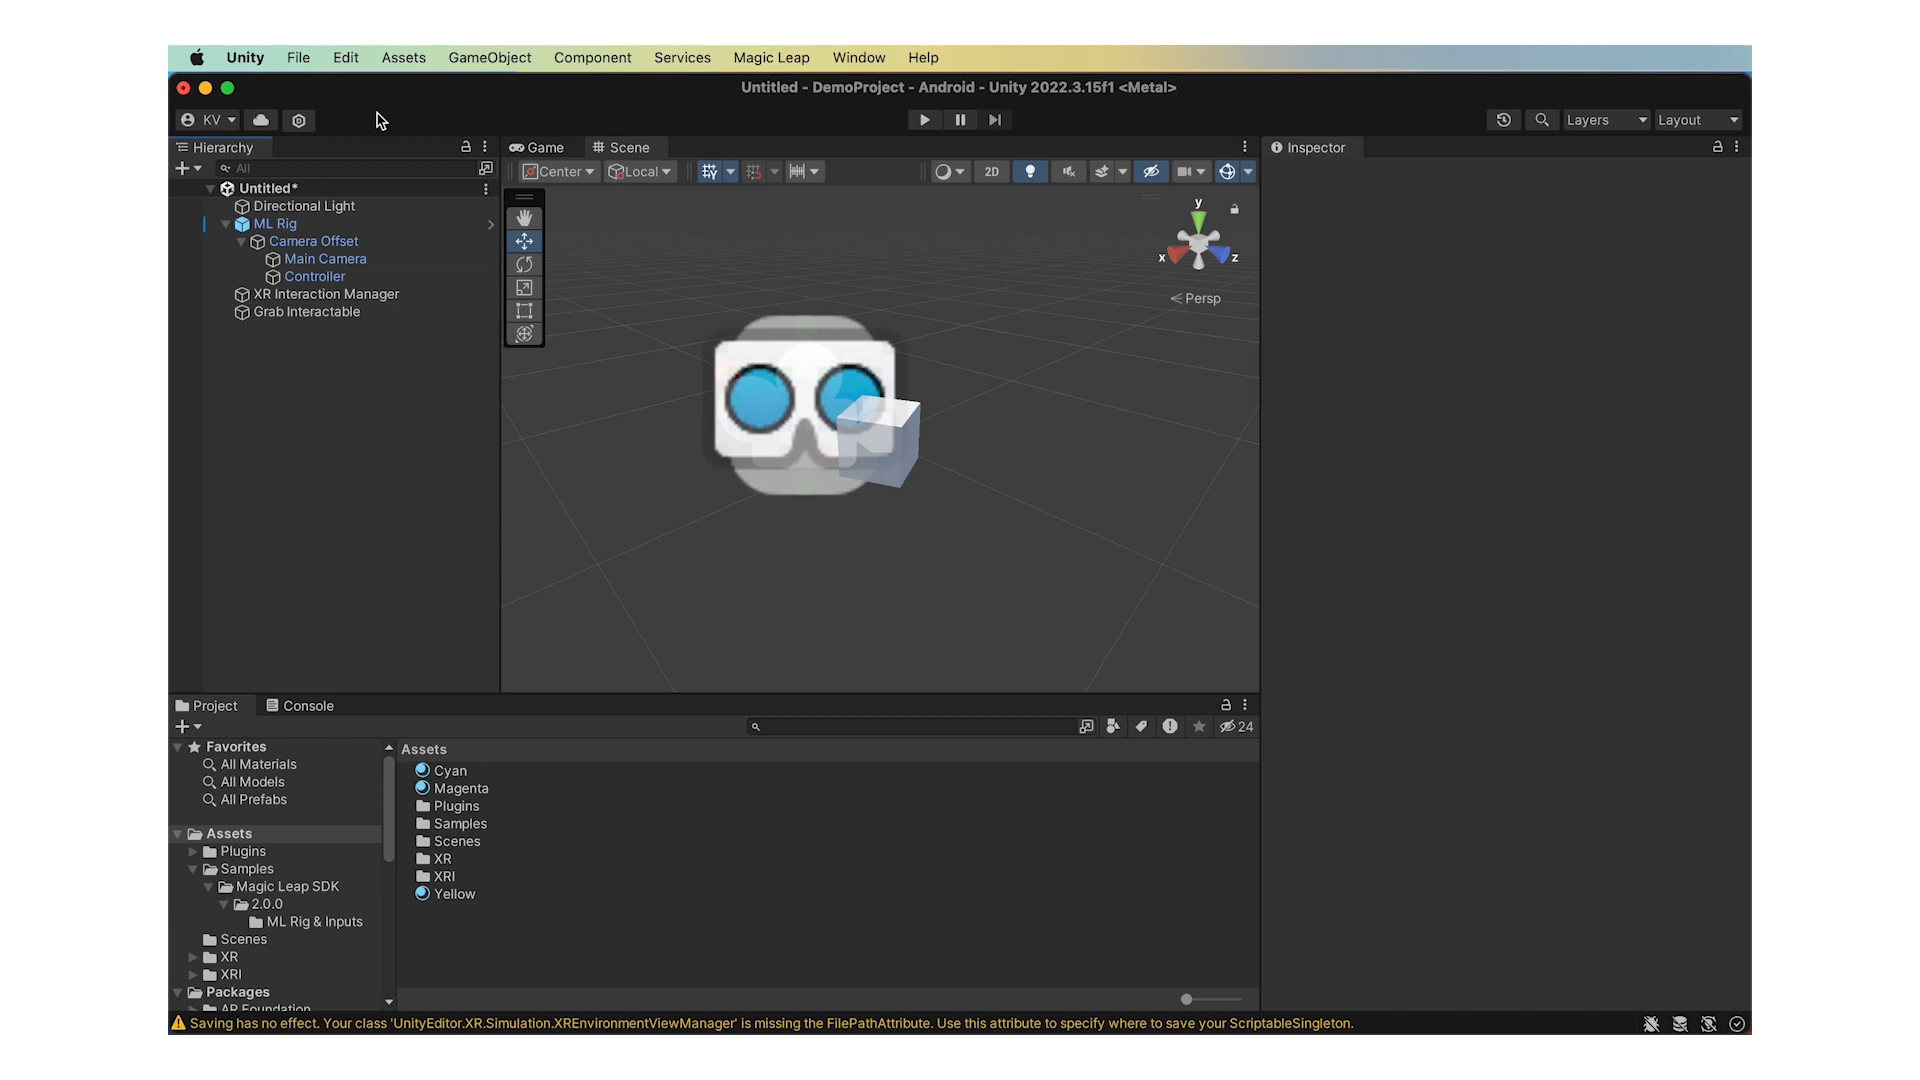 Unity File Edit Assets GameObject Component Services Magic Leap Window Help
Untitled - DemoProject - Android - Unity 2022.3.15f1 <Metal>
KV Layers Layout
Hierarchy
All
Untitled*
Directional Light
ML Rig
Camera Offset
Main Camera
Controller
XR Interaction Manager
Grab Interactable
Game Scene
Center Local 2D
y
x z
Persp
Inspector
Project Console
24
Favorites
All Materials
All Models
All Prefabs
Assets
Plugins
Samples
Magic Leap SDK
2.0.0
ML Rig & Inputs
Scenes
XR
XRI
Packages
AR Foundation
Assets
Cyan
Magenta
Plugins
Samples
Scenes
XR
XRI
Yellow
Saving has no effect. Your class 'UnityEditor.XR.Simulation.XREnvironmentViewManager' is missing the FilePathAttribute. Use this attribute to specify where to save your ScriptableSingleton.